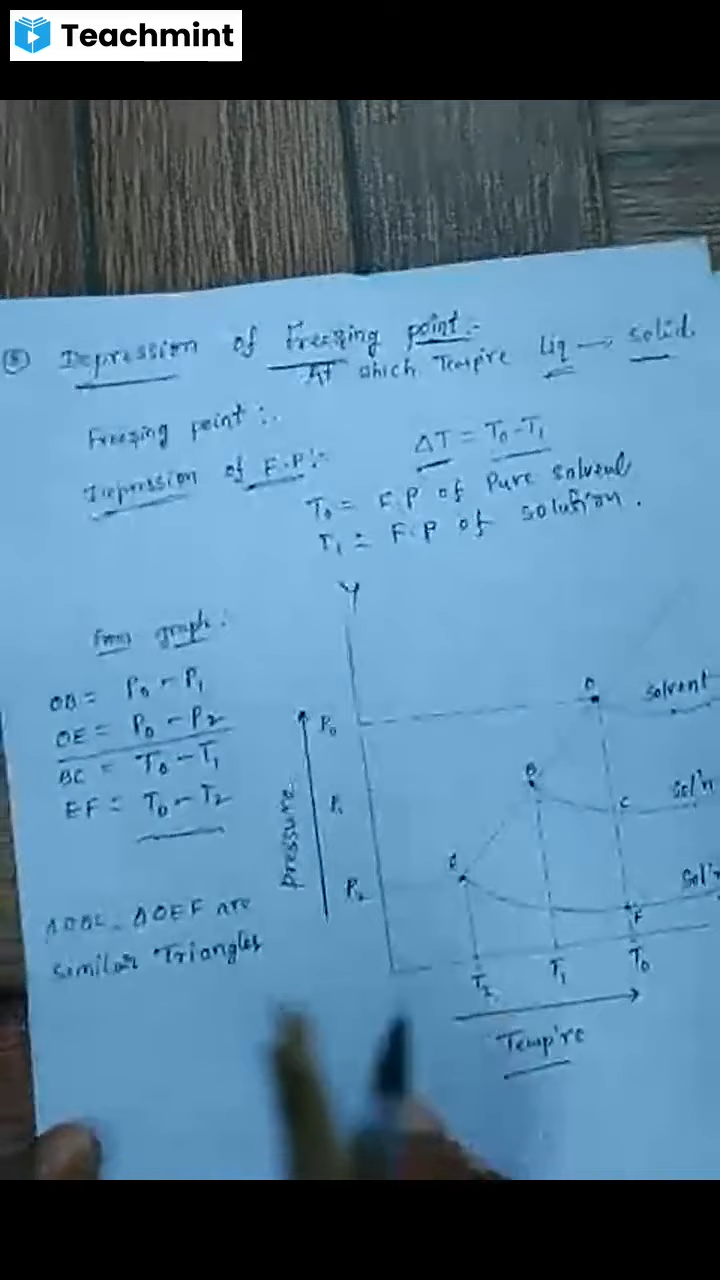 Teachmint
⑤ Depression of Freezing point:-
At which Temp're Liq → solid
Freezing point:-
Depression of F.P:- ΔT = T₀-T₁
T₀ = F.P of Pure solvent
T₁ = F.P of solution.
From graph:
OB = P₀ - P₁
OE = P₀ - P₂
BC = T₀ - T₁
EF = T₀ - T₂
ΔOBC, ΔOEF are
similar Triangles
Y
Pressure
P₀
P₁
P₂
O
solvent
B
C
sol'n
E
F
sol'n
T₂ T₁ T₀
Temp're